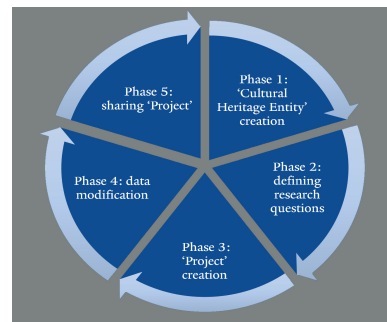 Phase 1:
‘Cultural
Heritage Entity’
creation
Phase 2:
defining
research
questions
Phase 3:
‘Project’
creation
Phase 4: data
modification
Phase 5:
sharing ‘Project’